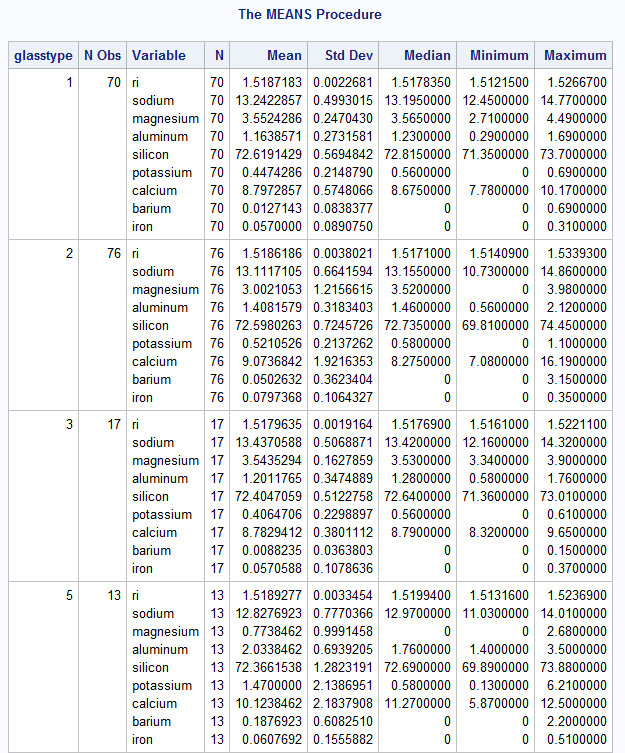 The MEANS Procedure
glasstype N Obs Variable N Mean Std Dev Median Minimum Maximum
1 70 ri 70 1.5187183 0.0022681 1.5178350 1.5121500 1.5266700
sodium 70 13.2422857 0.4993015 13.1950000 12.4500000 14.7700000
magnesium 70 3.5524286 0.2470430 3.5650000 2.7100000 4.4900000
aluminum 70 1.1638571 0.2731581 1.2300000 0.2900000 1.6900000
silicon 70 72.6191429 0.5694842 72.8150000 71.3500000 73.7000000
potassium 70 0.4474286 0.2148790 0.5600000 0 0.6900000
calcium 70 8.7972857 0.5748066 8.6750000 7.7800000 10.1700000
barium 70 0.0127143 0.0838377 0 0 0.6900000
iron 70 0.0570000 0.0890750 0 0 0.3100000
2 76 ri 76 1.5186186 0.0038021 1.5171000 1.5140900 1.5339300
sodium 76 13.1117105 0.6641594 13.1550000 10.7300000 14.8600000
magnesium 76 3.0021053 1.2156615 3.5200000 0 3.9800000
aluminum 76 1.4081579 0.3183403 1.4600000 0.5600000 2.1200000
silicon 76 72.5980263 0.7245726 72.7350000 69.8100000 74.4500000
potassium 76 0.5210526 0.2137262 0.5800000 0 1.1000000
calcium 76 9.0736842 1.9216353 8.2750000 7.0800000 16.1900000
barium 76 0.0502632 0.3623404 0 0 3.1500000
iron 76 0.0797368 0.1064327 0 0 0.3500000
3 17 ri 17 1.5179635 0.0019164 1.5176900 1.5161000 1.5221100
sodium 17 13.4370588 0.5068871 13.4200000 12.1600000 14.3200000
magnesium 17 3.5435294 0.1627859 3.5300000 3.3400000 3.9000000
aluminum 17 1.2011765 0.3474889 1.2800000 0.5800000 1.7600000
silicon 17 72.4047059 0.5122758 72.6400000 71.3600000 73.0100000
potassium 17 0.4064706 0.2298897 0.5600000 0 0.6100000
calcium 17 8.7829412 0.3801112 8.7900000 8.3200000 9.6500000
barium 17 0.0088235 0.0363803 0 0 0.1500000
iron 17 0.0570588 0.1078636 0 0 0.3700000
5 13 ri 13 1.5189277 0.0033454 1.5199400 1.5131600 1.5236900
sodium 13 12.8276923 0.7770366 12.9700000 11.0300000 14.0100000
magnesium 13 0.7738462 0.9991458 0 0 2.6800000
aluminum 13 2.0338462 0.6939205 1.7600000 1.4000000 3.5000000
silicon 13 72.3661538 1.2823191 72.6900000 69.8900000 73.8800000
potassium 13 1.4700000 2.1386951 0.5800000 0.1300000 6.2100000
calcium 13 10.1238462 2.1837908 11.2700000 5.8700000 12.5000000
barium 13 0.1876923 0.6082510 0 0 2.2000000
iron 13 0.0607692 0.1555882 0 0 0.5100000